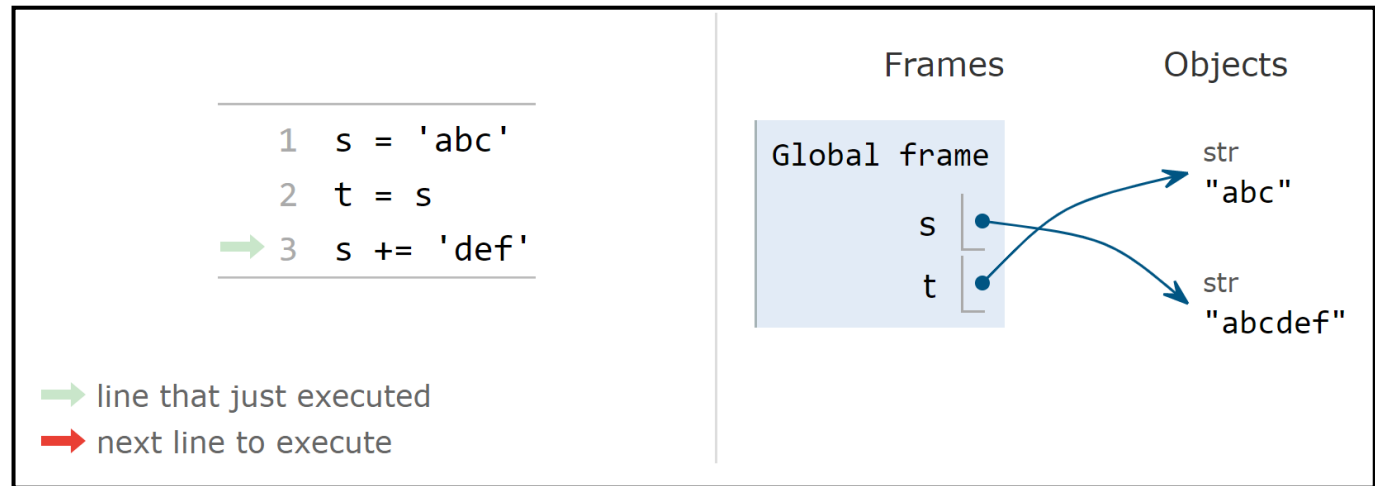 1 s = 'abc'
2 t = s
3 s += 'def'
line that just executed
next line to execute
Frames Objects
Global frame
s
t
str
"abc"
str
"abcdef"